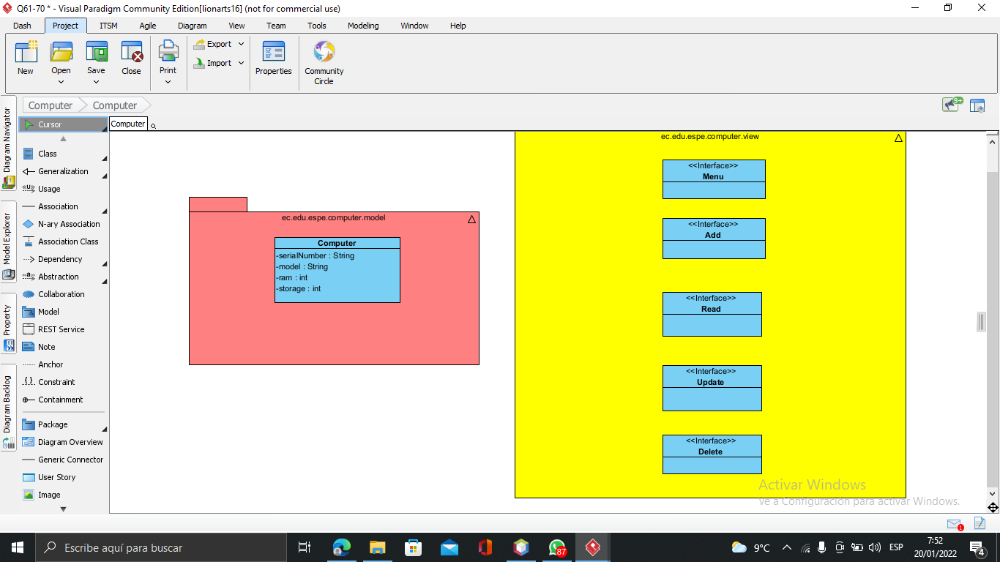 Q61-70 * - Visual Paradigm Community Edition[lionarts16] (not for commercial use)
Dash Project ITSM Agile Diagram View Team Tools Modeling Window Help
New Open Save Close Print Export Import Properties Community Circle
Computer Computer
9+
Diagram Navigator
Model Explorer
Property
Diagram Backlog
Cursor
Class
Generalization
<<U>> Usage
Association
N-ary Association
Association Class
Dependency
<<a>> Abstraction
Collaboration
Model
REST Service
Note
Anchor
{} Constraint
Containment
Package
Diagram Overview
Generic Connector
User Story
Image
Computer
ec.edu.espe.computer.model
Computer
-serialNumber : String
-model : String
-ram : int
-storage : int
ec.edu.espe.computer.view
<<Interface>>
Menu
<<Interface>>
Add
<<Interface>>
Read
<<Interface>>
Update
<<Interface>>
Delete
Activar Windows
Ve a Configuración para activar Windows.
1
Escribe aquí para buscar
87
9°C
ESP
7:52
20/01/2022
4